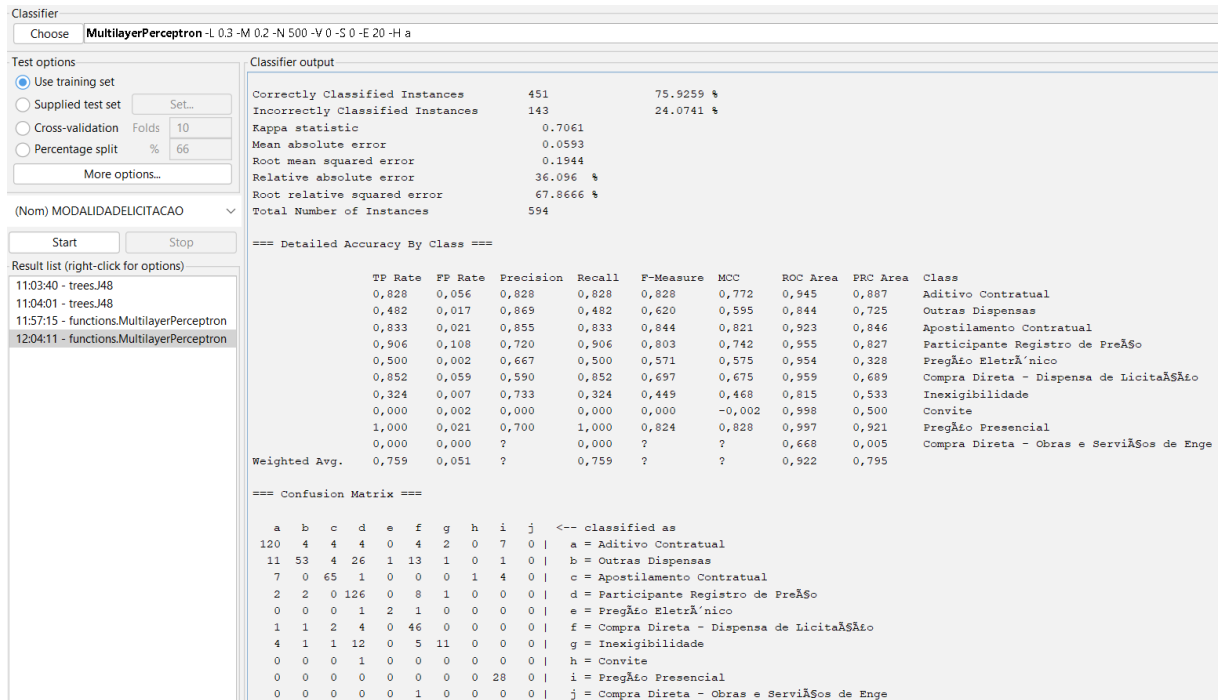 Classifier
Choose MultilayerPerceptron -L 0.3 -M 0.2 -N 500 -V 0 -S 0 -E 20 -H a
Test options
Use training set
Supplied test set Set...
Cross-validation Folds 10
Percentage split % 66
More options...
(Nom) MODALIDADELICITACAO
Start Stop
Result list (right-click for options)
11:03:40 - trees.J48
11:04:01 - trees.J48
11:57:15 - functions.MultilayerPerceptron
12:04:11 - functions.MultilayerPerceptron
Classifier output
Correctly Classified Instances 451 75.9259 %
Incorrectly Classified Instances 143 24.0741 %
Kappa statistic 0.7061
Mean absolute error 0.0593
Root mean squared error 0.1944
Relative absolute error 36.096 %
Root relative squared error 67.8666 %
Total Number of Instances 594
=== Detailed Accuracy By Class ===
TP Rate FP Rate Precision Recall F-Measure MCC ROC Area PRC Area Class
0,828 0,056 0,828 0,828 0,828 0,772 0,945 0,887 Aditivo Contratual
0,482 0,017 0,869 0,482 0,620 0,595 0,844 0,725 Outras Dispensas
0,833 0,021 0,855 0,833 0,844 0,821 0,923 0,846 Apostilamento Contratual
0,906 0,108 0,720 0,906 0,803 0,742 0,955 0,827 Participante Registro de PreÃ§o
0,500 0,002 0,667 0,500 0,571 0,575 0,954 0,328 PregÃ£o EletrÃ´nico
0,852 0,059 0,590 0,852 0,697 0,675 0,959 0,689 Compra Direta - Dispensa de LicitaÃ§Ã£o
0,324 0,007 0,733 0,324 0,449 0,468 0,815 0,533 Inexigibilidade
0,000 0,002 0,000 0,000 0,000 -0,002 0,998 0,500 Convite
1,000 0,021 0,700 1,000 0,824 0,828 0,997 0,921 PregÃ£o Presencial
0,000 0,000 ? 0,000 ? ? 0,668 0,005 Compra Direta - Obras e ServiÃ§os de Enge
Weighted Avg. 0,759 0,051 ? 0,759 ? ? 0,922 0,795
=== Confusion Matrix ===
a b c d e f g h i j <-- classified as
120 4 4 4 0 4 2 0 7 0 | a = Aditivo Contratual
11 53 4 26 1 13 1 0 1 0 | b = Outras Dispensas
7 0 65 1 0 0 0 1 4 0 | c = Apostilamento Contratual
2 2 0 126 0 8 1 0 0 0 | d = Participante Registro de PreÃ§o
0 0 0 1 2 1 0 0 0 0 | e = PregÃ£o EletrÃ´nico
1 1 2 4 0 46 0 0 0 0 | f = Compra Direta - Dispensa de LicitaÃ§Ã£o
4 1 1 12 0 5 11 0 0 0 | g = Inexigibilidade
0 0 0 1 0 0 0 0 0 0 | h = Convite
0 0 0 0 0 0 0 0 28 0 | i = PregÃ£o Presencial
0 0 0 0 0 1 0 0 0 0 | j = Compra Direta - Obras e ServiÃ§os de Enge